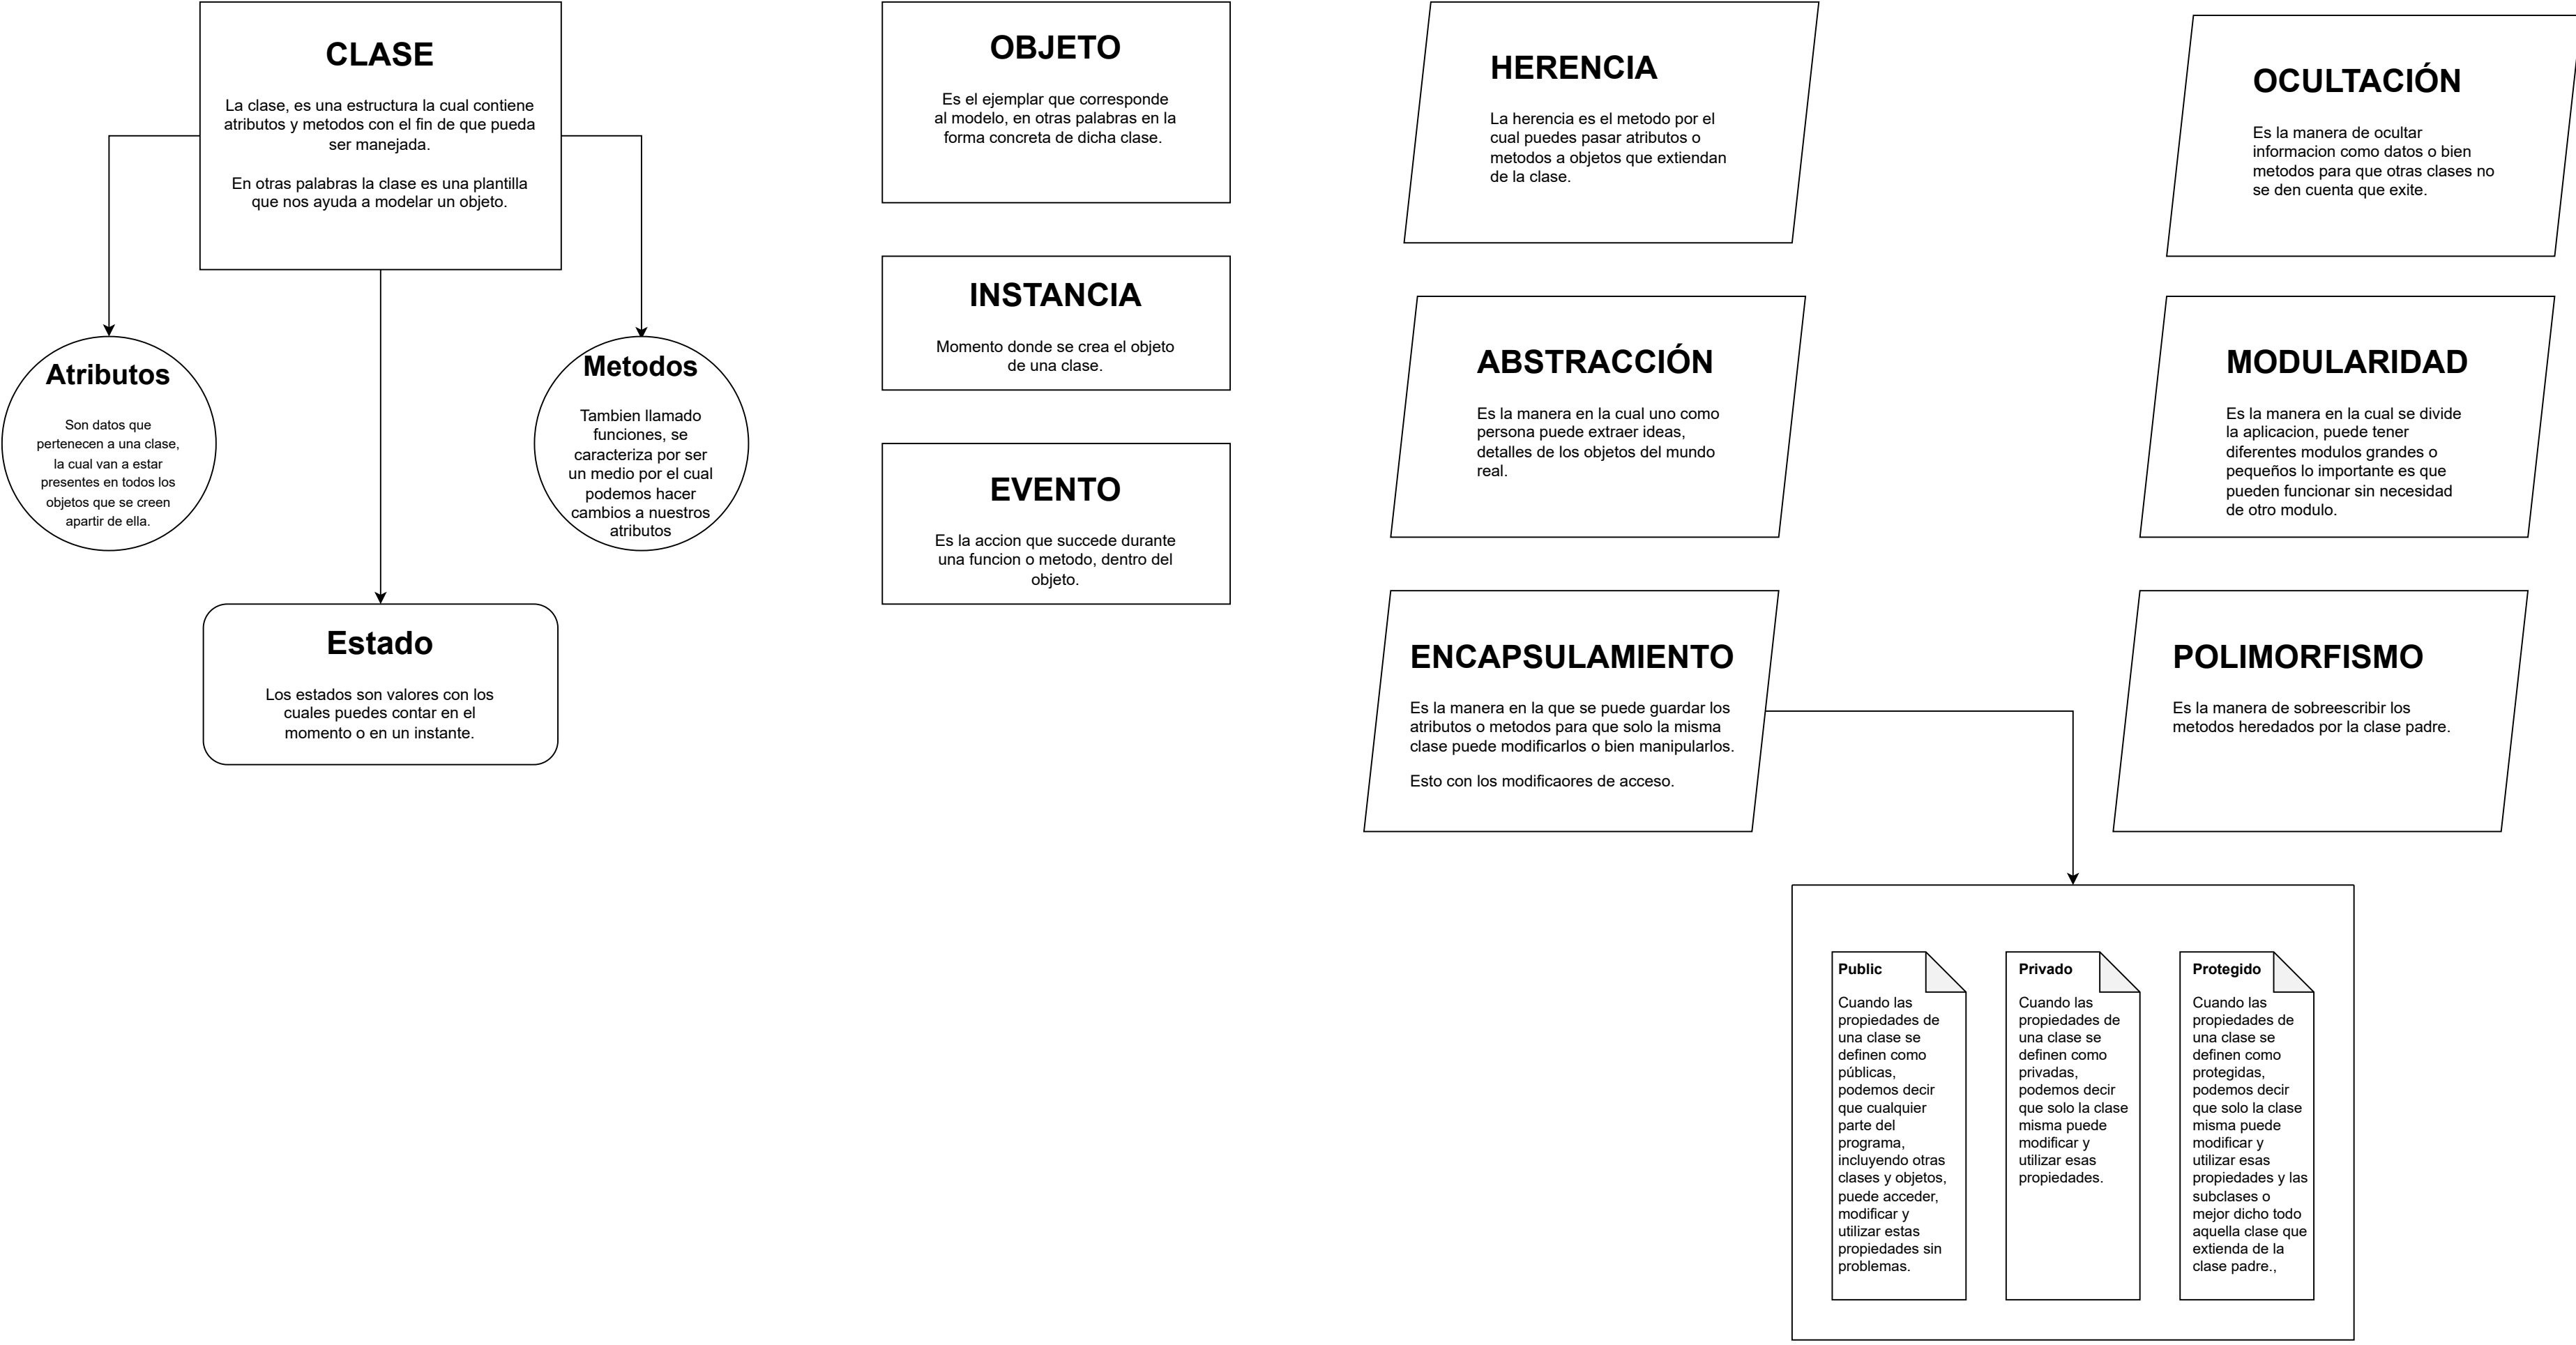 CLASE
La clase, es una estructura la cual contiene
atributos y metodos con el fin de que pueda
ser manejada.
En otras palabras la clase es una plantilla
que nos ayuda a modelar un objeto.
Atributos
Son datos que
pertenecen a una clase,
la cual van a estar
presentes en todos los
objetos que se creen
apartir de ella.
Metodos
Tambien llamado
funciones, se
caracteriza por ser
un medio por el cual
podemos hacer
cambios a nuestros
atributos
Estado
Los estados son valores con los
cuales puedes contar en el
momento o en un instante.
OBJETO
Es el ejemplar que corresponde
al modelo, en otras palabras en la
forma concreta de dicha clase.
INSTANCIA
Momento donde se crea el objeto
de una clase.
EVENTO
Es la accion que succede durante
una funcion o metodo, dentro del
objeto.
HERENCIA
La herencia es el metodo por el
cual puedes pasar atributos o
metodos a objetos que extiendan
de la clase.
ABSTRACCIÓN
Es la manera en la cual uno como
persona puede extraer ideas,
detalles de los objetos del mundo
real.
ENCAPSULAMIENTO
Es la manera en la que se puede guardar los
atributos o metodos para que solo la misma
clase puede modificarlos o bien manipularlos.
Esto con los modificaores de acceso.
OCULTACIÓN
Es la manera de ocultar
informacion como datos o bien
metodos para que otras clases no
se den cuenta que exite.
MODULARIDAD
Es la manera en la cual se divide
la aplicacion, puede tener
diferentes modulos grandes o
pequeños lo importante es que
pueden funcionar sin necesidad
de otro modulo.
POLIMORFISMO
Es la manera de sobreescribir los
metodos heredados por la clase padre.
Public
Cuando las
propiedades de
una clase se
definen como
públicas,
podemos decir
que cualquier
parte del
programa,
incluyendo otras
clases y objetos,
puede acceder,
modificar y
utilizar estas
propiedades sin
problemas.
Privado
Cuando las
propiedades de
una clase se
definen como
privadas,
podemos decir
que solo la clase
misma puede
modificar y
utilizar esas
propiedades.
Protegido
Cuando las
propiedades de
una clase se
definen como
protegidas,
podemos decir
que solo la clase
misma puede
modificar y
utilizar esas
propiedades y las
subclases o
mejor dicho todo
aquella clase que
extienda de la
clase padre.,